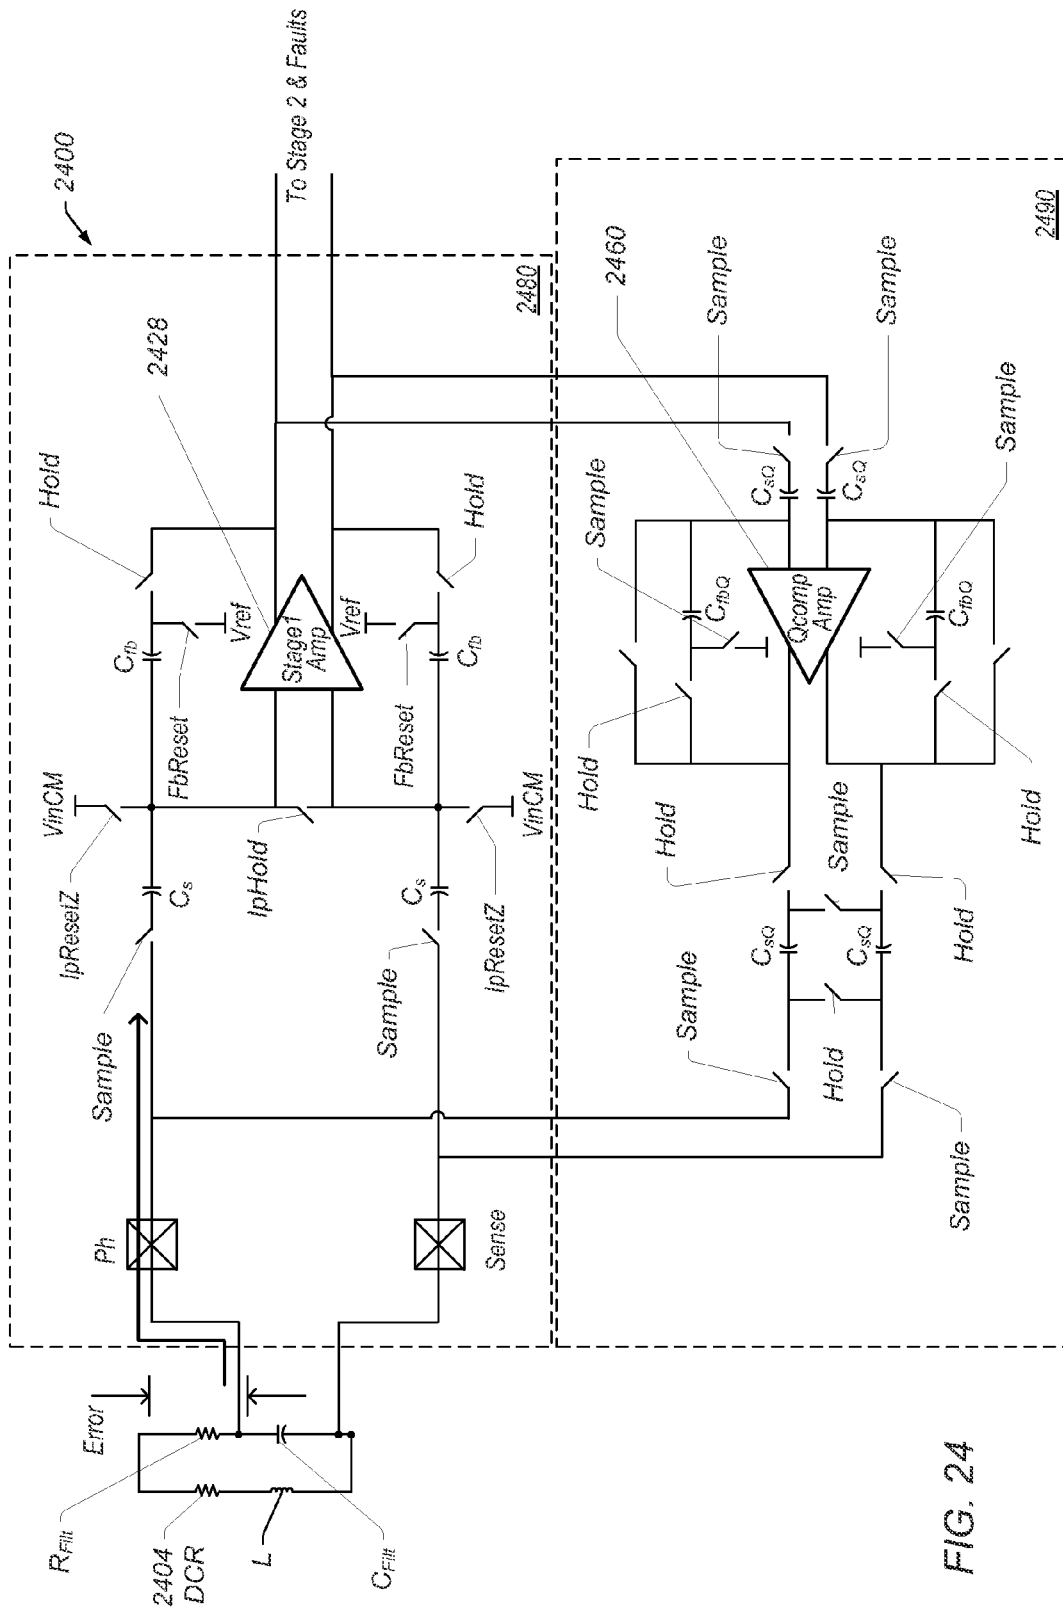 2400
To Stage 2 & Faults
2480
2428
Hold
Hold
Vref
Vref
Cfb
Cfb
Stage1
Amp
FbReset
FbReset
VinCM
VinCM
IpHold
IpResetZ
IpResetZ
Cs
Cs
Sample
Sample
Ph
Sense
Error
RFilt
2404
DCR
L
CFilt
2490
2460
Sample
Sample
Sample
Sample
CsQ
CsQ
CfbQ
CfbQ
Qcomp
Amp
Hold
Hold
Hold
Hold
Sample
CsQ
CsQ
Hold
Sample
Sample
FIG. 24